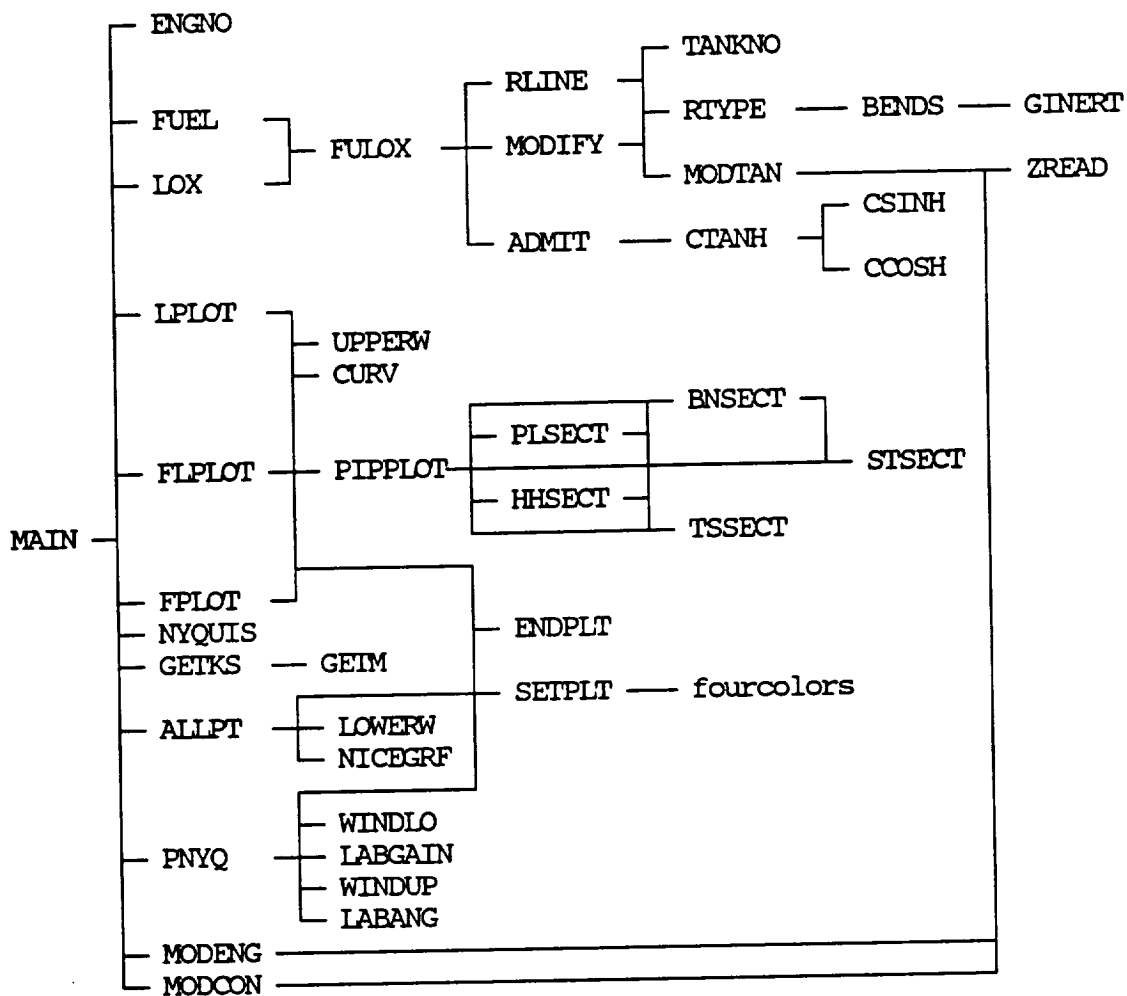 ENGNO
TANKNO
RLINE
FUEL
RTYPE
BENDS
GINERT
FULOX
MODIFY
LOX
MODTAN
ZREAD
CSINH
ADMIT
CTANH
CCOSH
LPLOT
UPPERW
CURV
BNSECT
PLSECT
FLPLOT
PIPPLOT
STSECT
HHSECT
TSSECT
MAIN
FPLOT
ENDPLT
NYQUIS
GETKS
GETM
SETPLT
fourcolors
ALLPT
LOWERW
NICEGRF
WINDLO
PNYQ
LABGAIN
WINDUP
LABANG
MODENG
MODCON